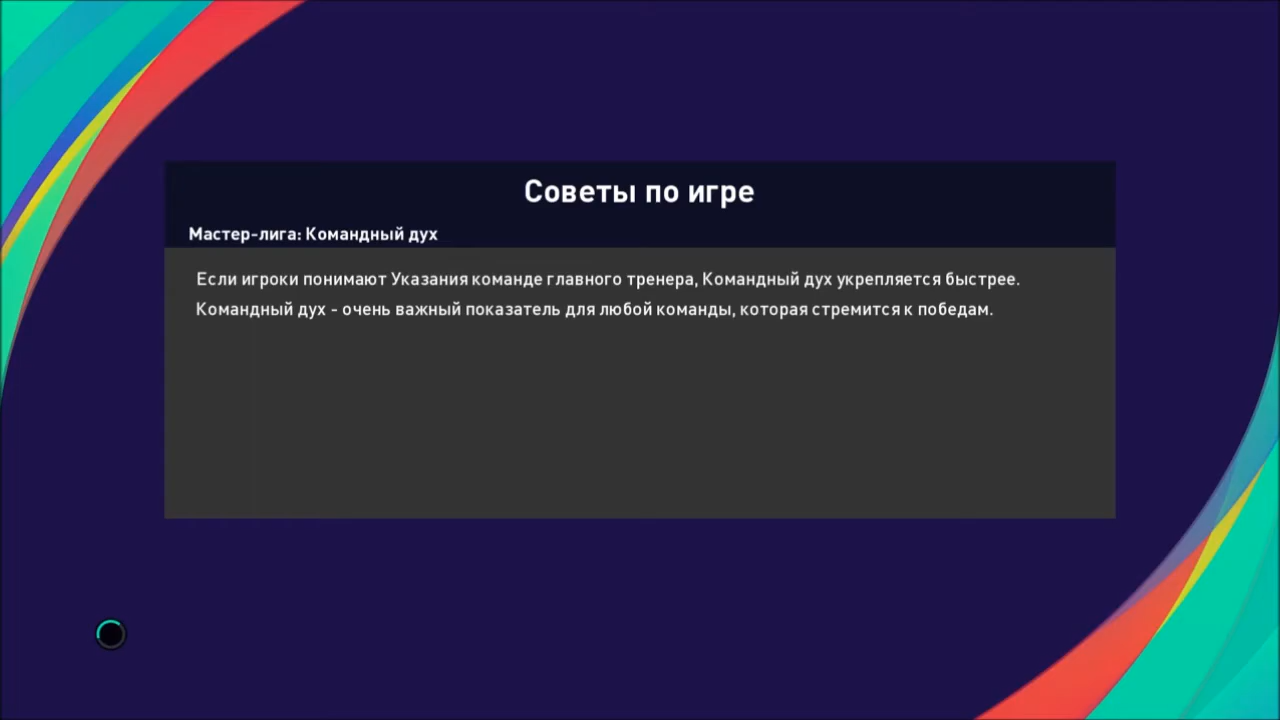 Советы по игре
Мастер-лига: Командный дух
Если игроки понимают Указания команде главного тренера, Командный дух укрепляется быстрее.
Командный дух - очень важный показатель для любой команды, которая стремится к победам.